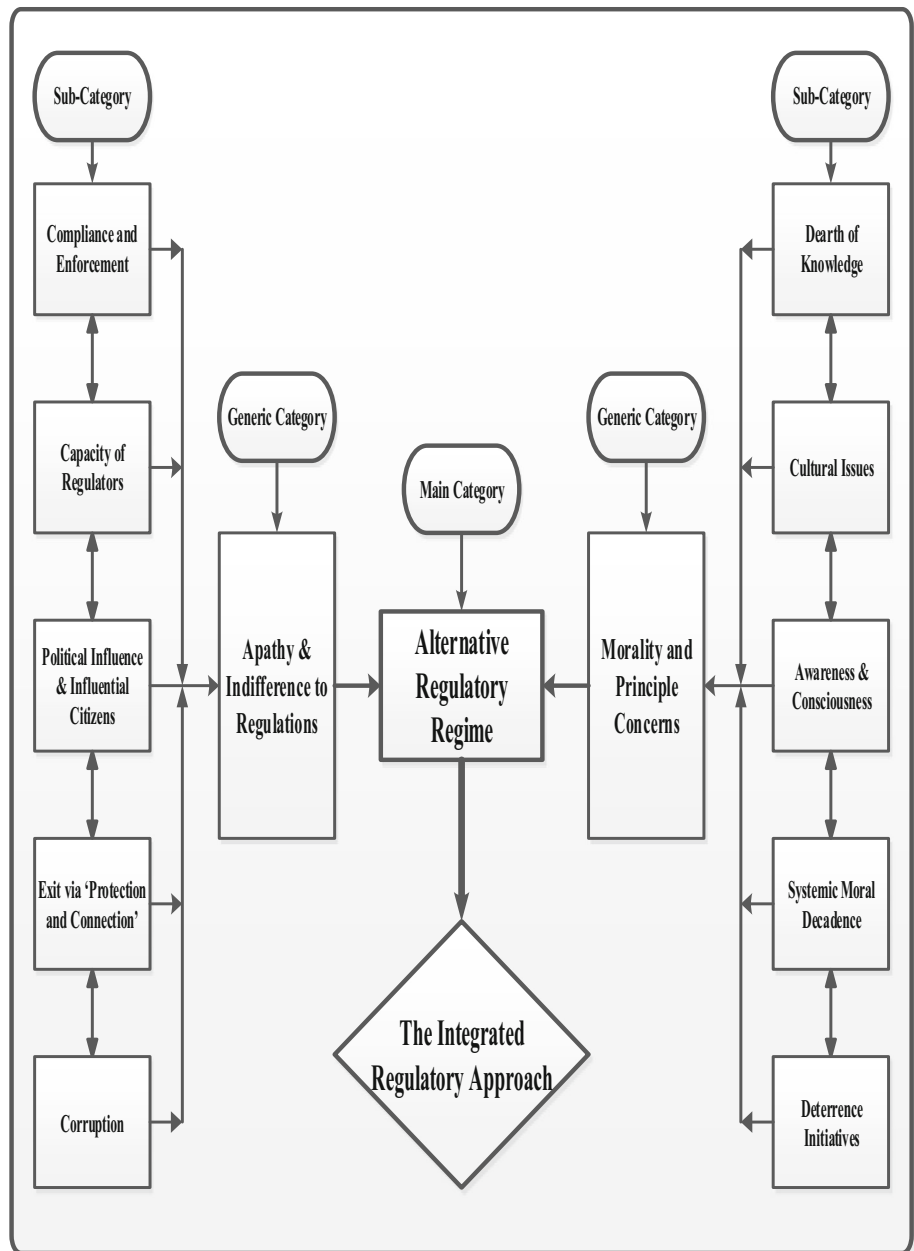 Sub-Category
Compliance and
Enforcement
Capacity of
Regulators
Political Influence
& Influential
Citizens
Exit via ‘Protection
and Connection’
Corruption
Generic Category
Apathy &
Indifference to
Regulations
Main Category
Alternative
Regulatory
Regime
The Integrated
Regulatory Approach
Generic Category
Morality and
Principle
Concerns
Sub-Category
Dearth of
Knowledge
Cultural Issues
Awareness &
Consciousness
Systemic Moral
Decadence
Deterrence
Initiatives